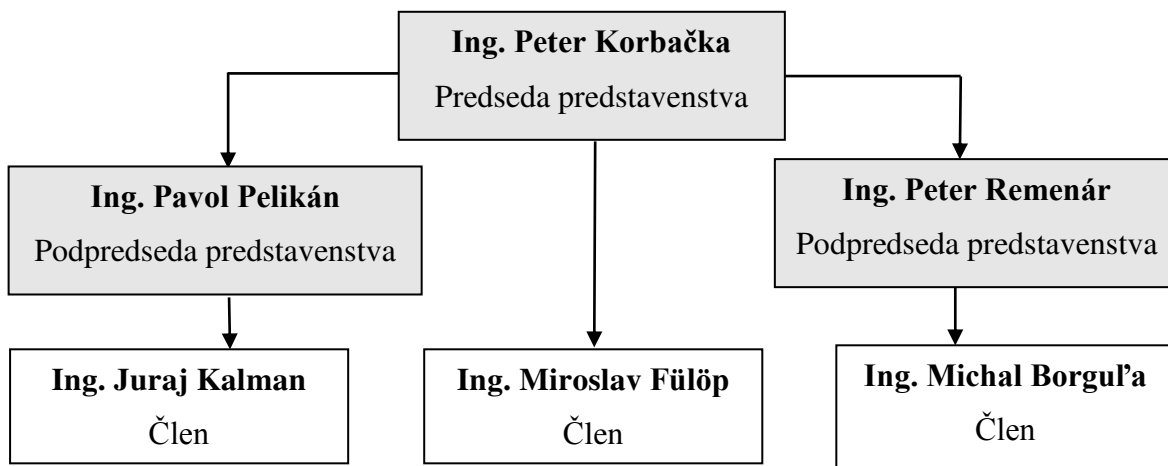 Ing. Peter Korbačka
Predseda predstavenstva
Ing. Pavol Pelikán
Podpredseda predstavenstva
Ing. Peter Remenár
Podpredseda predstavenstva
Ing. Juraj Kalman
Člen
Ing. Miroslav Fülöp
Člen
Ing. Michal Borguľa
Člen